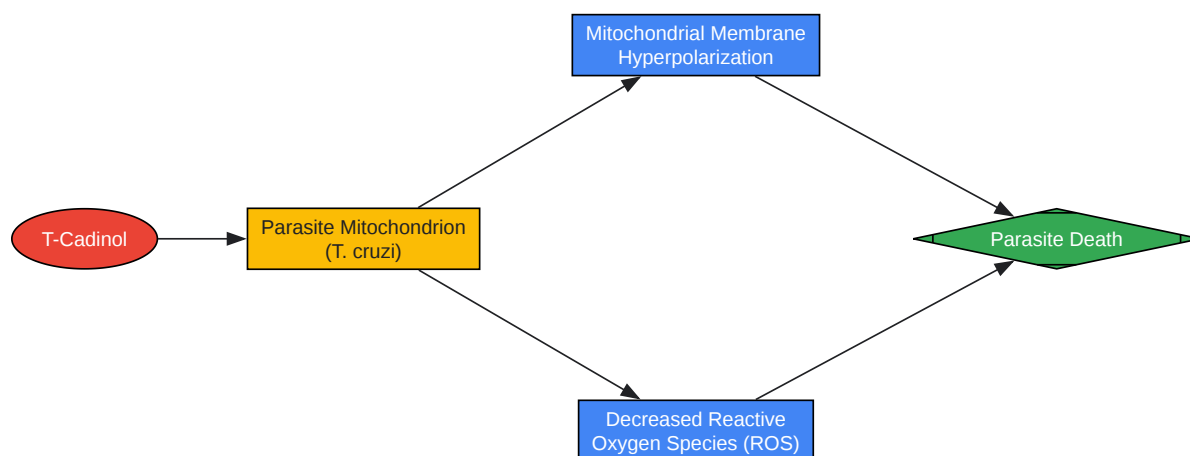 Mitochondrial Membrane
Hyperpolarization
T-Cadinol
Parasite Mitochondrion
(T. cruzi)
Parasite Death
Decreased Reactive
Oxygen Species (ROS)